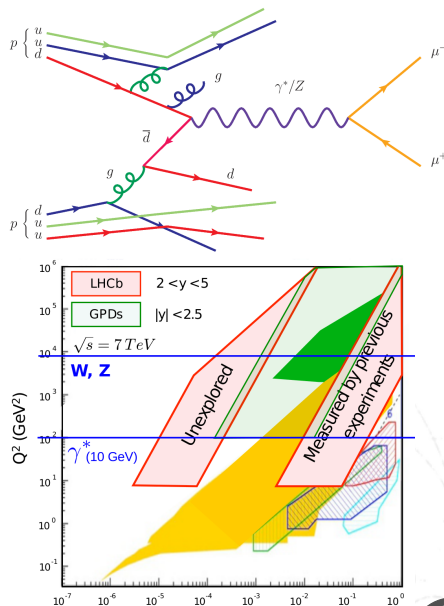 μ⁻
p { u
u
d
g
γ*/Z
d̅
μ⁺
g
d
p { d
u
u
10⁶
LHCb 2 < y < 5
10⁵
GPDs |y| < 2.5
√s = 7 TeV
10⁴
W, Z
10³
Unexplored
Measured by previous
experiments
Q² (GeV²)
10²
γ* (10 GeV)
10¹
10⁰
10⁻¹
10⁻⁷ 10⁻⁶ 10⁻⁵ 10⁻⁴ 10⁻³ 10⁻² 10⁻¹ 10⁰